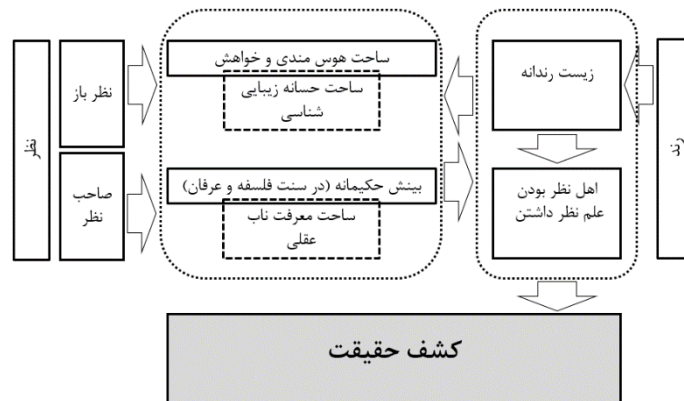 رند
زیست رندانه
اهل نظر بودن
علم نظر داشتن
ساحت هوس مندی و خواهش
ساحت حسانه زیبایی
شناسی
بینش حکیمانه (در سنت فلسفه و عرفان)
ساحت معرفت ناب
عقلی
نظر باز
صاحب
نظر
نظر
کشف حقیقت